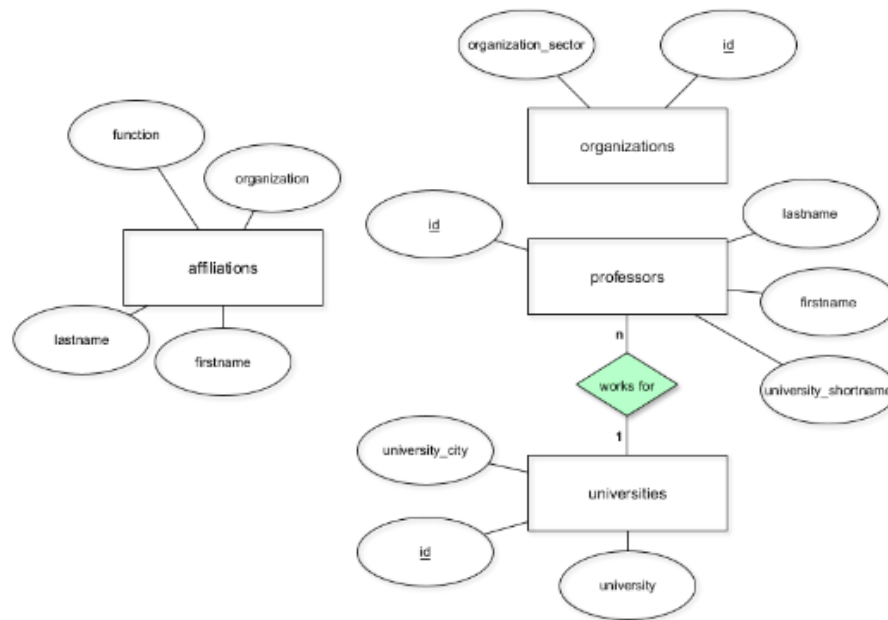 organization_sector
id
function
organizations
organization
lastname
id
affiliations
professors
firstname
lastname
n
firstname
works for
university_shortname
1
university_city
universities
id
university